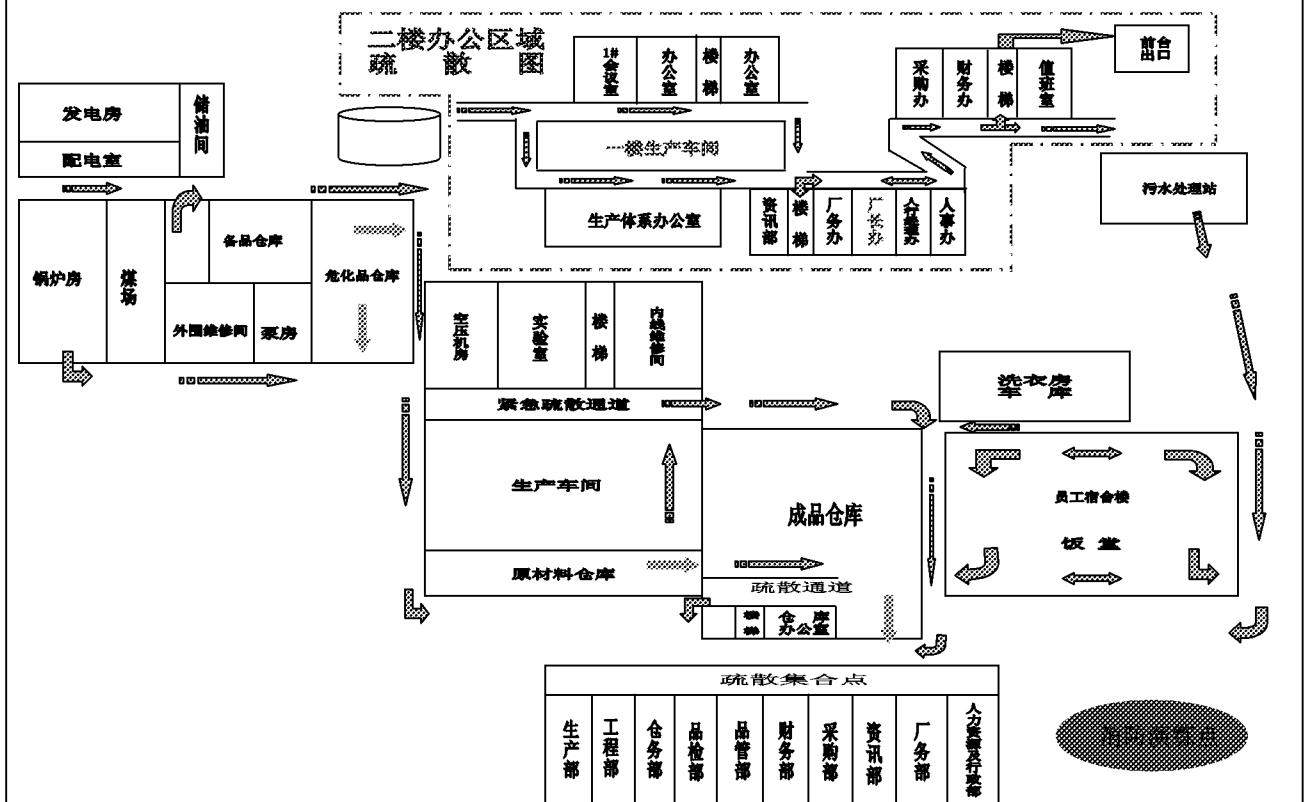 二楼办公区域
疏 散 图
1#会议室
办公室
楼梯
办公室
采购办
财务办
楼梯
值班室
前台
出口
发电房
储油间
配电室
一楼生产车间
污水处理站
生产体系办公室
资讯部
楼梯
厂务办
厂长办
人事办
锅炉房
煤场
备品仓库
危化品仓库
外围维修间
泵房
空压机房
实验室
楼梯
内线维修间
紧急疏散通道
洗衣房
车 库
生产车间
成品仓库
员工宿舍楼
饭 堂
原材料仓库
疏散通道
楼梯
仓 库
办公室
疏散集合点
生产部
工程部
仓务部
品检部
品管部
财务部
采购部
资讯部
厂务部
人力资源及行政部